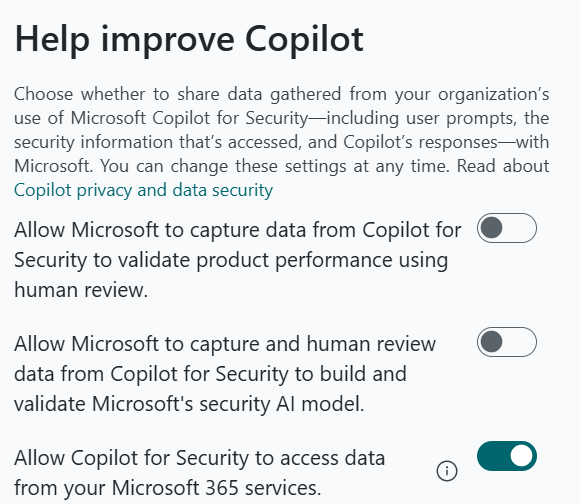 Help improve Copilot
Choose whether to share data gathered from your organization’s
use of Microsoft Copilot for Security—including user prompts, the
security information that’s accessed, and Copilot’s responses—with
Microsoft. You can change these settings at any time. Read about
Copilot privacy and data security
Allow Microsoft to capture data from Copilot for
Security to validate product performance using
human review.
Allow Microsoft to capture and human review
data from Copilot for Security to build and
validate Microsoft's security AI model.
Allow Copilot for Security to access data
from your Microsoft 365 services.